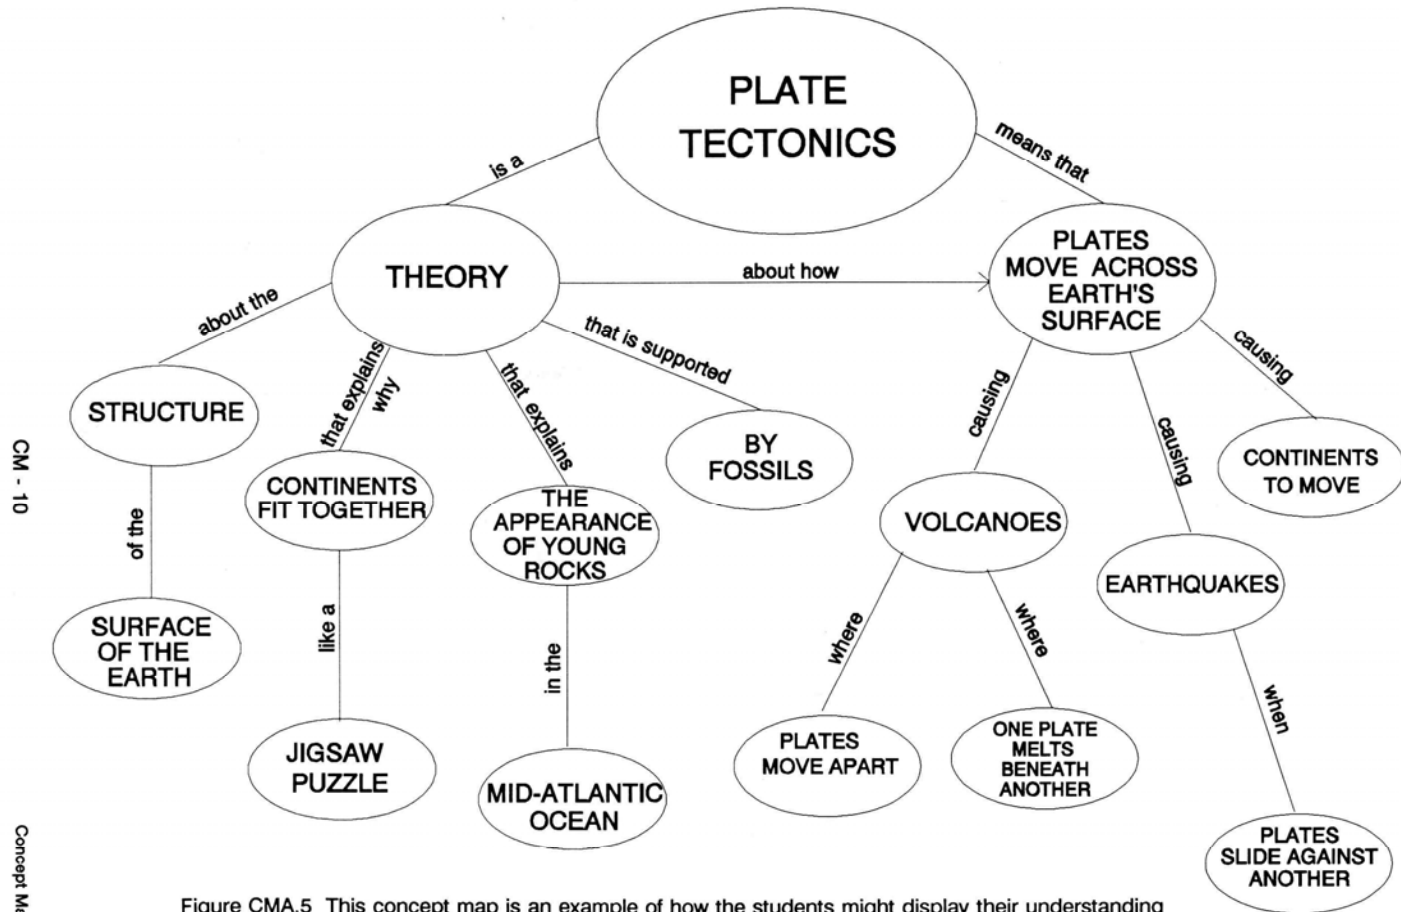 PLATE
TECTONICS
is a
means that
THEORY
about how
PLATES
MOVE ACROSS
EARTH'S
SURFACE
about the
that explains
why
that explains
that is supported
causing
causing
causing
STRUCTURE
CONTINENTS
FIT TOGETHER
THE
APPEARANCE
OF YOUNG
ROCKS
BY
FOSSILS
VOLCANOES
EARTHQUAKES
CONTINENTS
TO MOVE
of the
like a
in the
where
where
when
SURFACE
OF THE
EARTH
JIGSAW
PUZZLE
MID-ATLANTIC
OCEAN
PLATES
MOVE APART
ONE PLATE
MELTS
BENEATH
ANOTHER
PLATES
SLIDE AGAINST
ANOTHER
CM - 10
Concept
Figure CMA.5 This concept map is an example of how the students might display their understanding